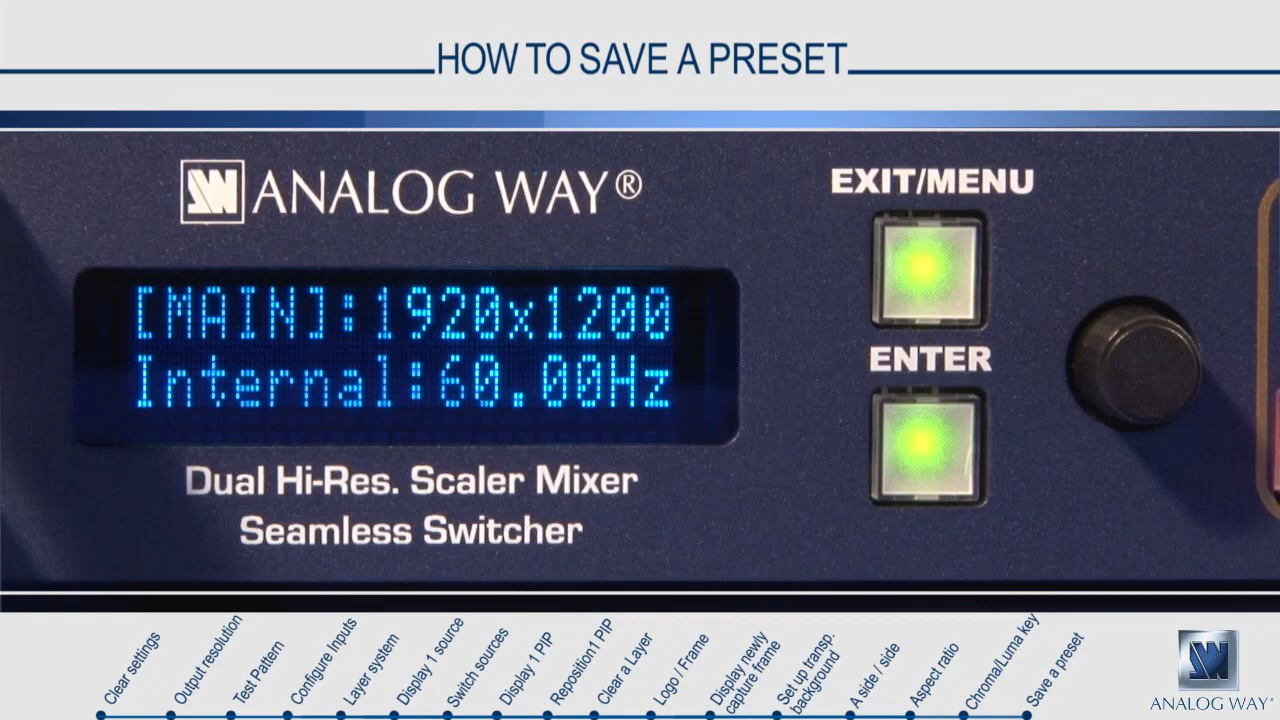 HOW TO SAVE A PRESET
ANALOG WAY®
EXIT/MENU
[MAIN]:1920x1200
Internal:60.00Hz
ENTER
Dual Hi-Res. Scaler Mixer
Seamless Switcher
Clear settings
Output resolution
Test Pattern
Configure Inputs
Layer system
Display 1 source
Switch sources
Display 1 PIP
Reposition1 PIP
Clear a Layer
Logo / Frame
Display newly
capture frame
Set up transp.
background
A side / side
Aspect ratio
Chroma/Luma key
Save a preset
ANALOG WAY®